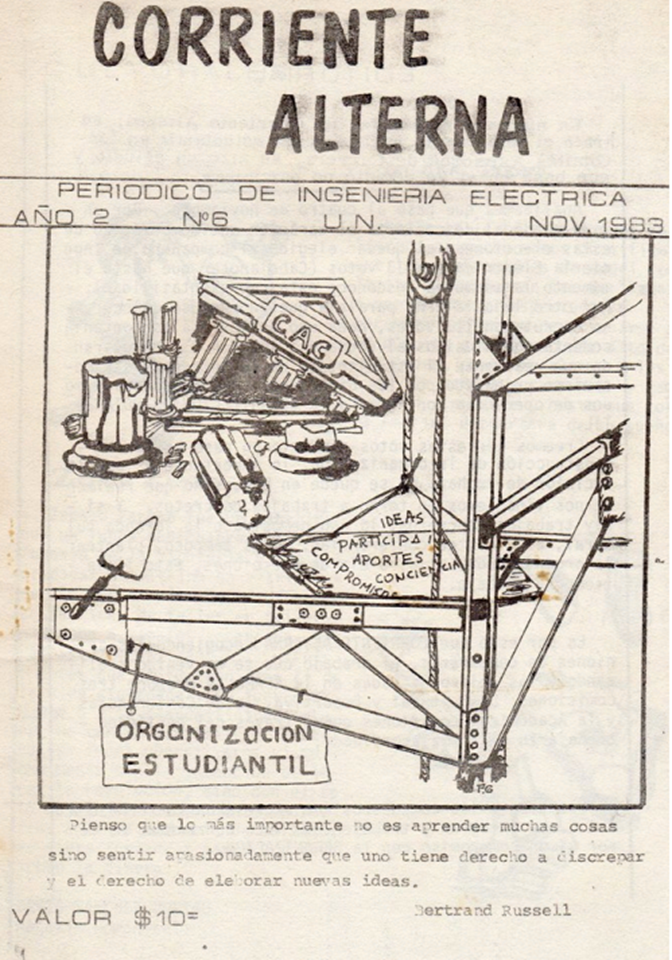 CORRIENTE
ALTERNA
PERIODICO DE INGENIERIA ELECTRICA
AÑO 2 Nº6 U.N. NOV. 1983
CAG
IDEAS
PARTICIPA
APORTES
CONCIENCIA
COMPROMISO
ORGANIZACION
ESTUDIANTIL
Pienso que lo más importante no es aprender muchas cosas
sino sentir apasionadamente que uno tiene derecho a discrepar
y el derecho de elaborar nuevas ideas.
Bertrand Russell
VALOR $10=